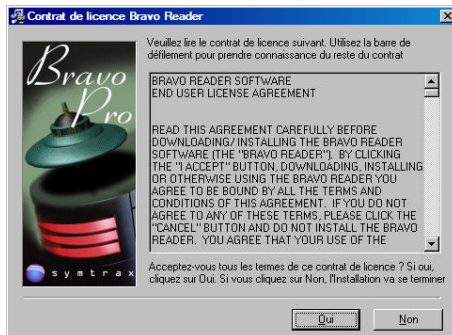 Contrat de licence Bravo Reader
Veuillez lire le contrat de licence suivant. Utilisez la barre de
défilement pour prendre connaissance du reste du contrat
Bravo
Pro
symtrax
BRAVO READER SOFTWARE
END USER LICENSE AGREEMENT
READ THIS AGREEMENT CAREFULLY BEFORE
DOWNLOADING/ INSTALLING THE BRAVO READER
SOFTWARE (THE "BRAVO READER"). BY CLICKING
THE "I ACCEPT" BUTTON, DOWNLOADING, INSTALLING
OR OTHERWISE USING THE BRAVO READER YOU
AGREE TO BE BOUND BY ALL THE TERMS AND
CONDITIONS OF THIS AGREEMENT. IF YOU DO NOT
AGREE TO ANY OF THESE TERMS, PLEASE CLICK THE
"CANCEL" BUTTON AND DO NOT INSTALL THE BRAVO
READER. YOU AGREE THAT YOUR USE OF THE
Acceptez-vous tous les termes de ce contrat de licence ? Si oui,
cliquez sur Oui. Si vous cliquez sur Non, l'Installation va se terminer
Oui
Non